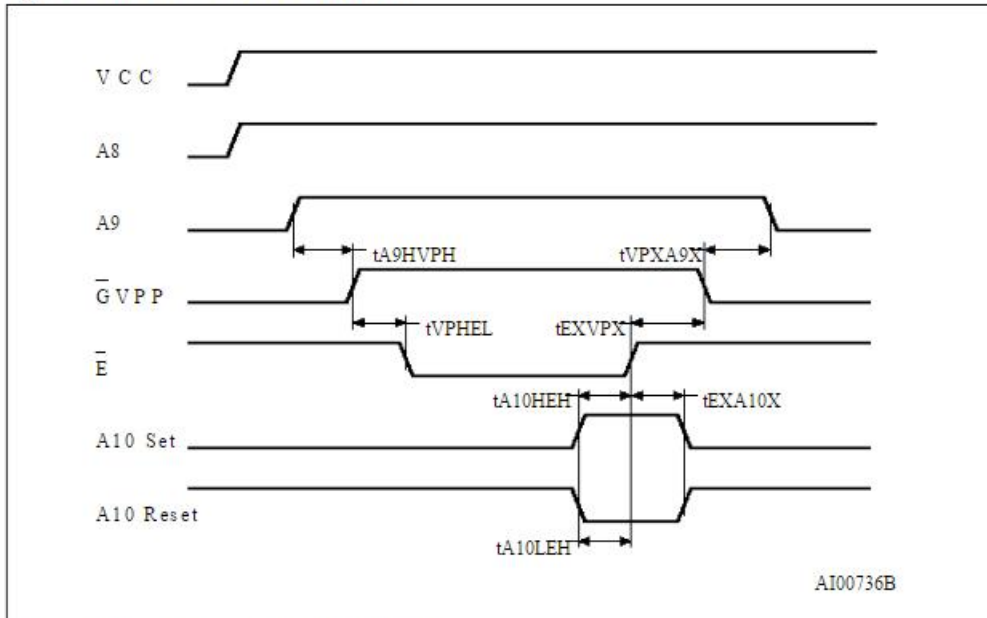 V C C
A8
A9
tA9HVPH
tVPXA9X
G̅ V P P
tVPHEL
tEXVPX
E̅
tA10HEH
tEXA10X
A10 Set
A10 Reset
tA10LEH
AI00736B